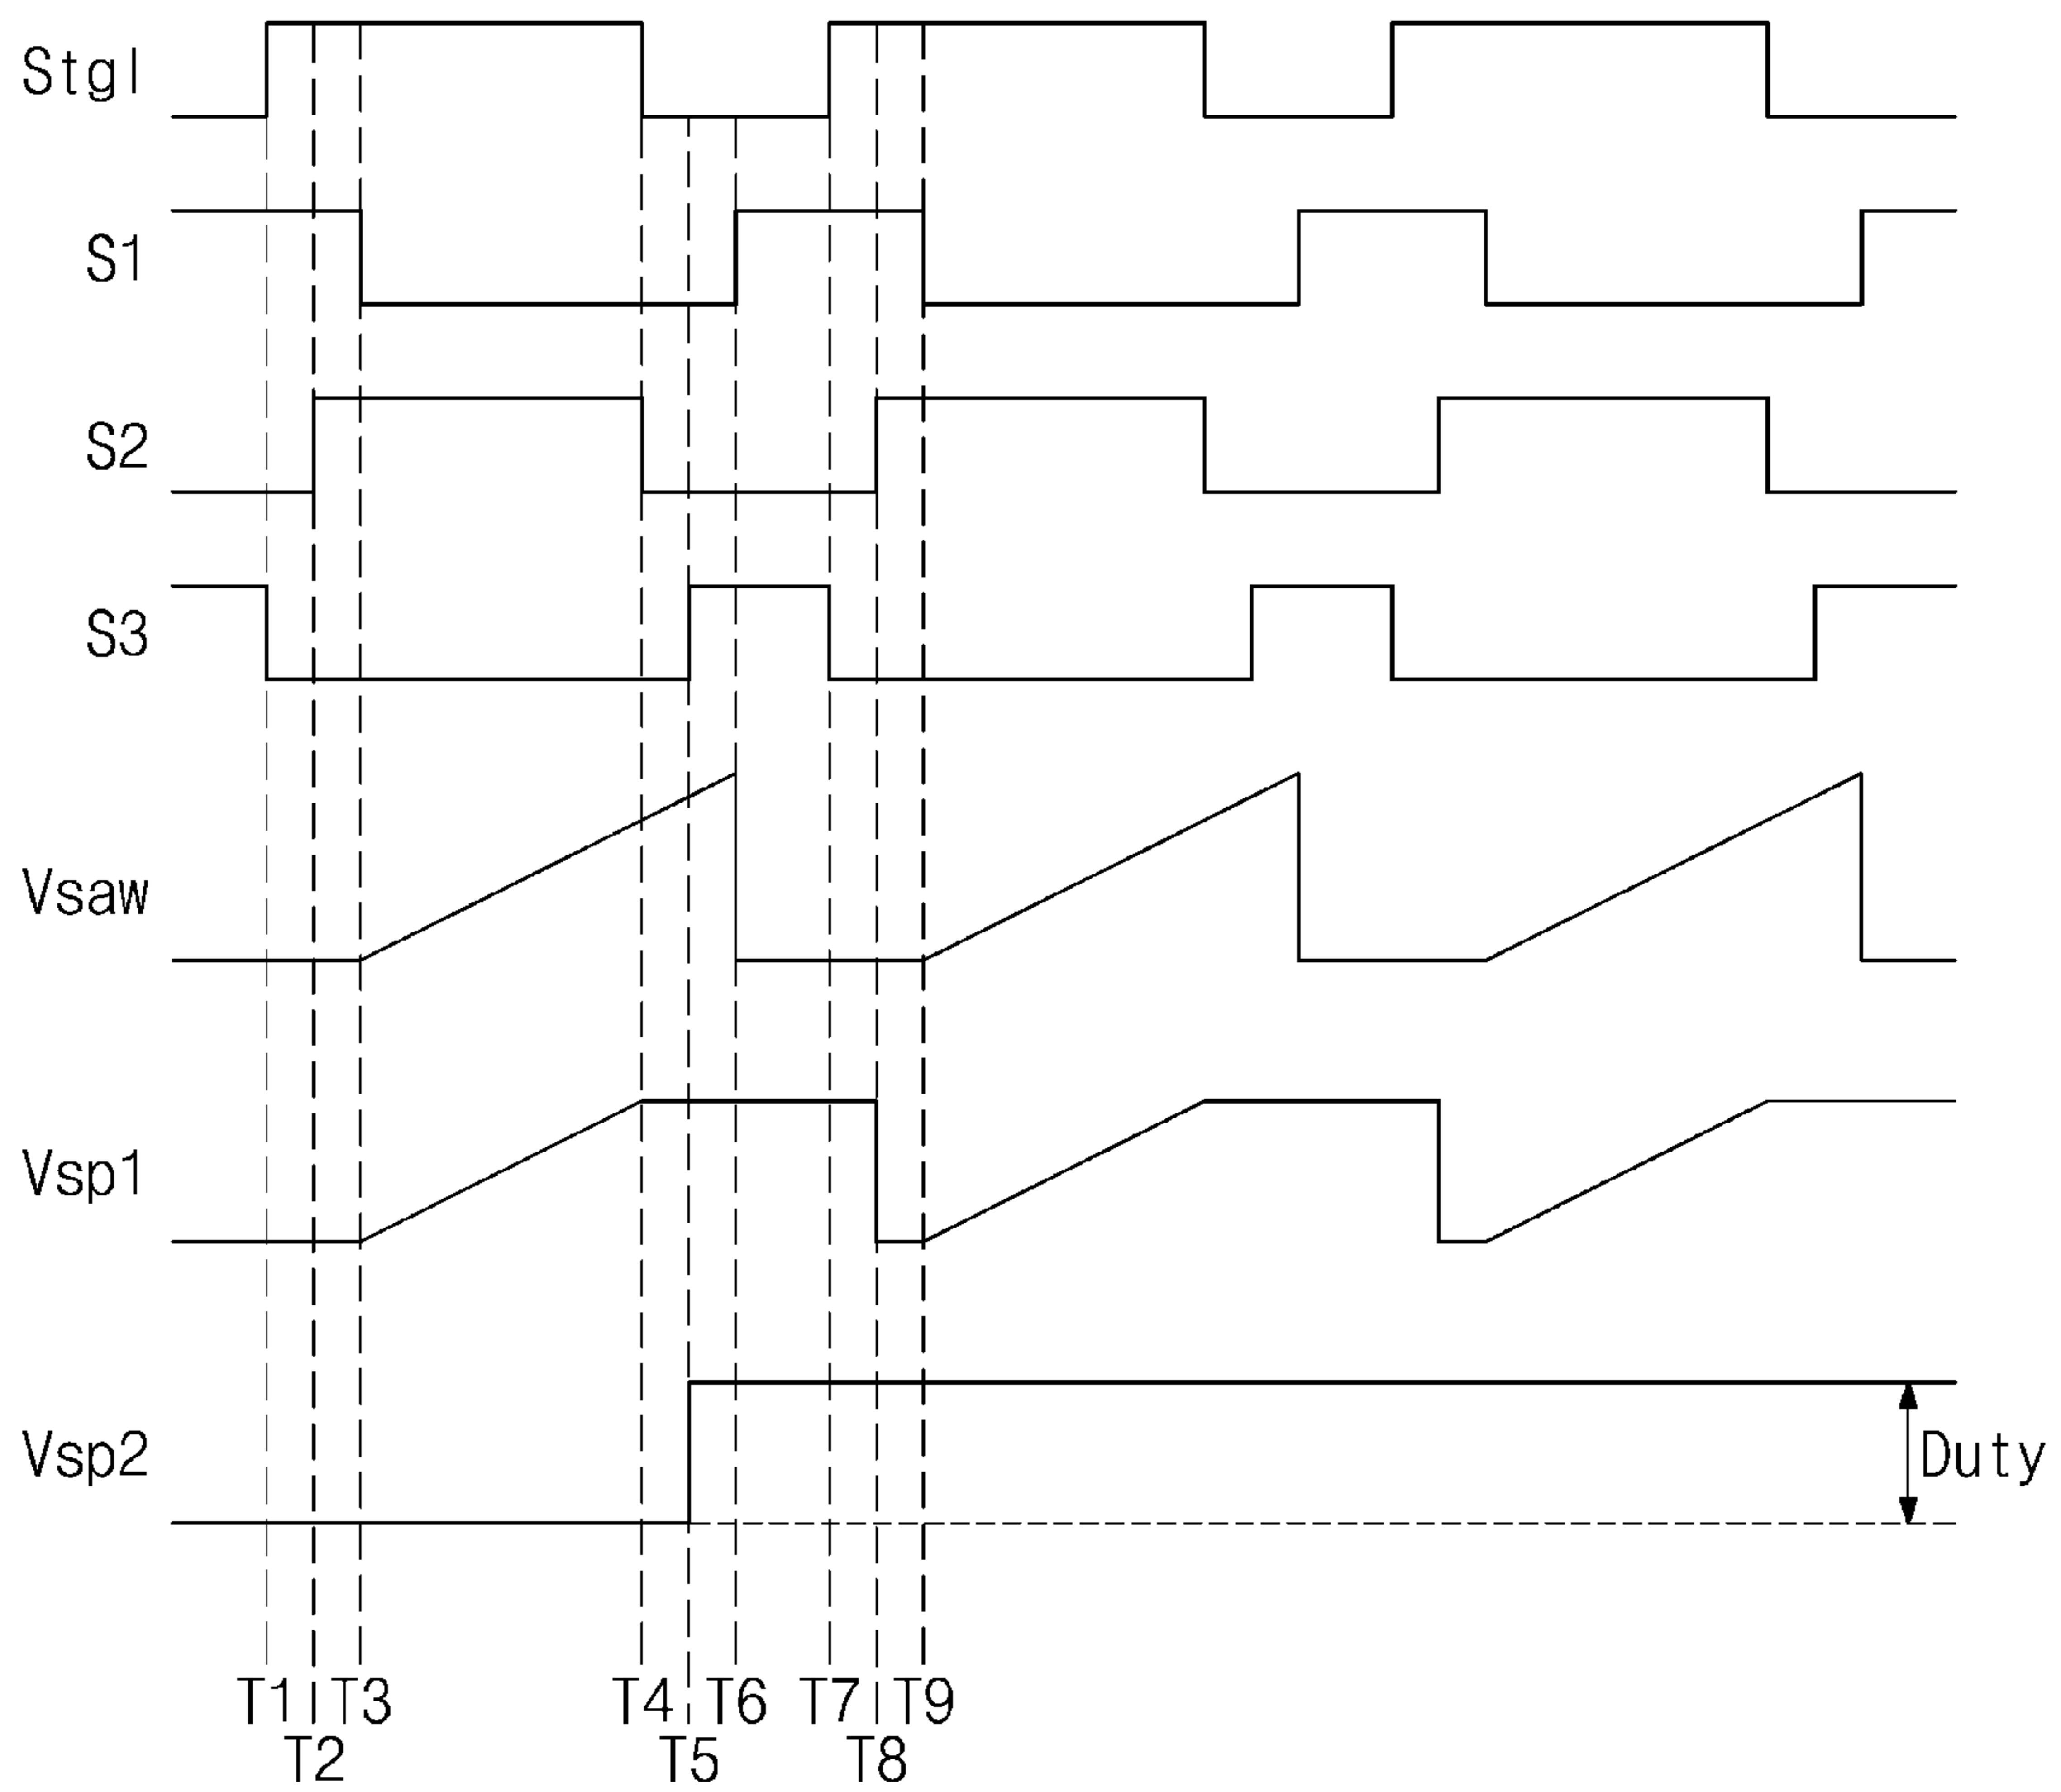 Stgl
S1
S2
S3
Vsaw
Vsp1
Vsp2
Duty
T1 T3 T4 T6 T7 T9
T2 T5 T8